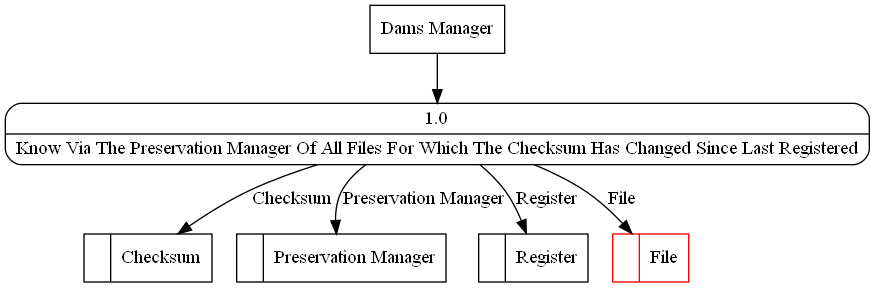 Dams Manager
1.0
Know Via The Preservation Manager Of All Files For Which The Checksum Has Changed Since Last Registered
Checksum Preservation Manager Register File
Checksum Preservation Manager Register File